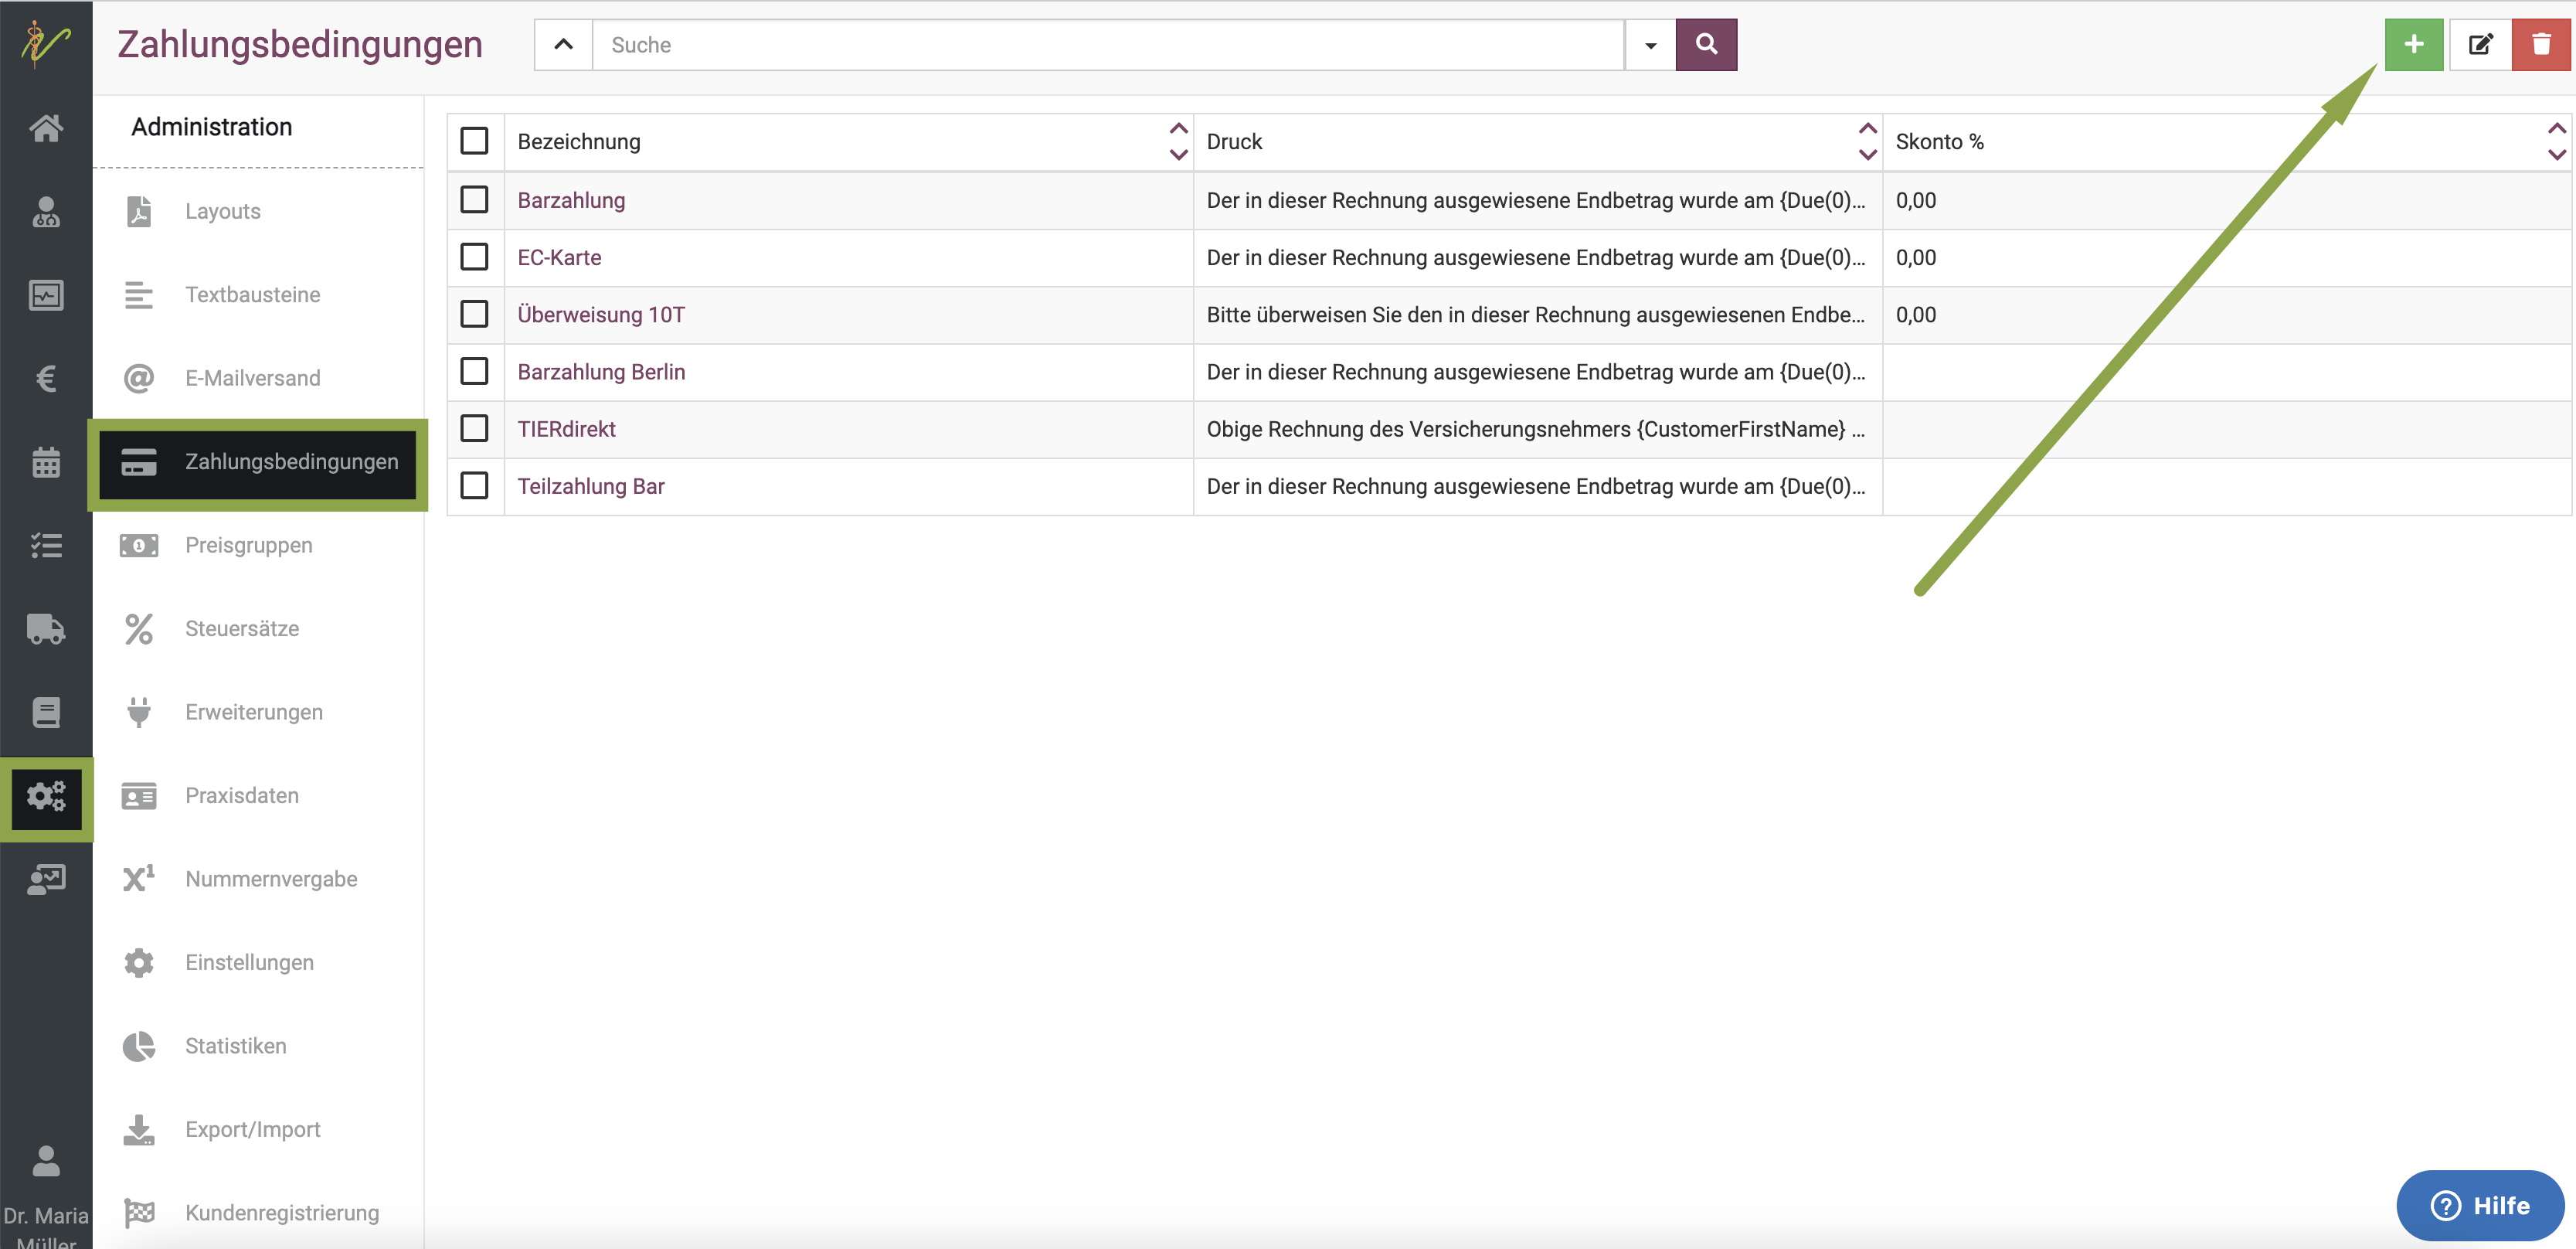 Zahlungsbedingungen
Suche
Administration
Layouts
Textbausteine
E-Mailversand
Zahlungsbedingungen
Preisgruppen
Steuersätze
Erweiterungen
Praxisdaten
Nummernvergabe
Einstellungen
Statistiken
Export/Import
Kundenregistrierung
Dr. Maria
Müller
Bezeichnung Druck Skonto %
Barzahlung Der in dieser Rechnung ausgewiesene Endbetrag wurde am {Due(0)... 0,00
EC-Karte Der in dieser Rechnung ausgewiesene Endbetrag wurde am {Due(0)... 0,00
Überweisung 10T Bitte überweisen Sie den in dieser Rechnung ausgewiesenen Endbe... 0,00
Barzahlung Berlin Der in dieser Rechnung ausgewiesene Endbetrag wurde am {Due(0)...
TIERdirekt Obige Rechnung des Versicherungsnehmers {CustomerFirstName} ...
Teilzahlung Bar Der in dieser Rechnung ausgewiesene Endbetrag wurde am {Due(0)...
Hilfe